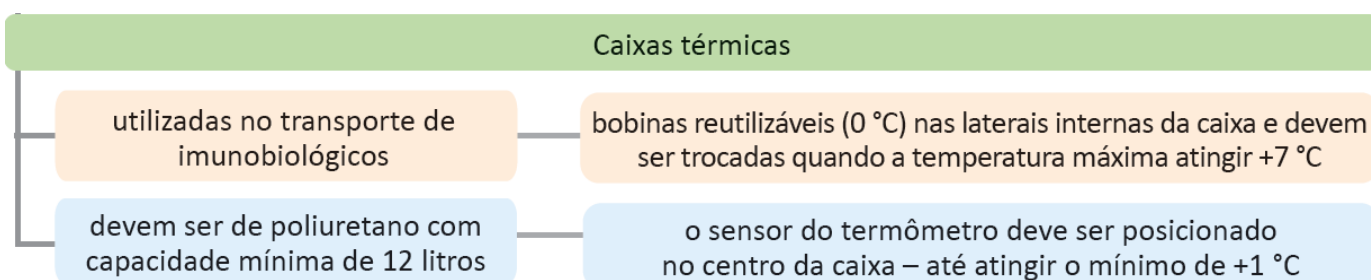 Caixas térmicas
utilizadas no transporte de
imunobiológicos
bobinas reutilizáveis (0 °C) nas laterais internas da caixa e devem
ser trocadas quando a temperatura máxima atingir +7 °C
devem ser de poliuretano com
capacidade mínima de 12 litros
o sensor do termômetro deve ser posicionado
no centro da caixa – até atingir o mínimo de +1 °C